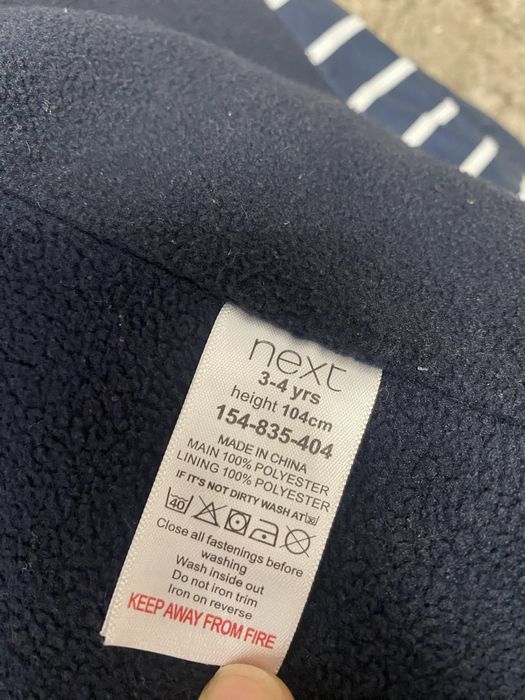 next
3-4 yrs
height 104cm
154-835-404
MADE IN CHINA
MAIN 100% POLYESTER
LINING 100% POLYESTER
IF IT'S NOT DIRTY WASH AT 30
40
Close all fastenings before
washing
Wash inside out
Do not iron trim
Iron on reverse
KEEP AWAY FROM FIRE